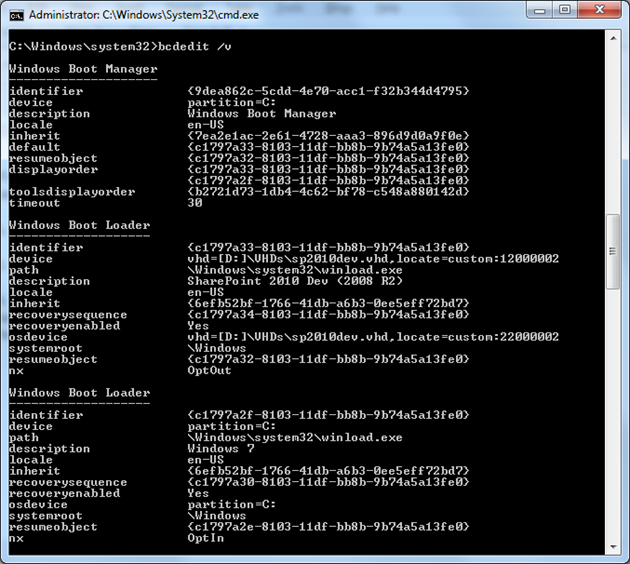 Administrator: C:\Windows\System32\cmd.exe
C:\Windows\system32>bcdedit /v
Windows Boot Manager
--------------------
identifier {9dea862c-5cdd-4e70-acc1-f32b344d4795}
device partition=C:
description Windows Boot Manager
locale en-US
inherit {7ea2e1ac-2e61-4728-aaa3-896d9d0a9f0e}
default {c1797a33-8103-11df-bb8b-9b74a5a13fe0}
resumeobject {c1797a32-8103-11df-bb8b-9b74a5a13fe0}
displayorder {c1797a33-8103-11df-bb8b-9b74a5a13fe0}
{c1797a2f-8103-11df-bb8b-9b74a5a13fe0}
toolsdisplayorder {b2721d73-1db4-4c62-bf78-c548a880142d}
timeout 30
Windows Boot Loader
-------------------
identifier {c1797a33-8103-11df-bb8b-9b74a5a13fe0}
device vhd=[D:]\VHDs\sp2010dev.vhd,locate=custom:12000002
path \Windows\system32\winload.exe
description SharePoint 2010 Dev (2008 R2)
locale en-US
inherit {6efb52bf-1766-41db-a6b3-0ee5eff72bd7}
recoverysequence {c1797a34-8103-11df-bb8b-9b74a5a13fe0}
recoveryenabled Yes
osdevice vhd=[D:]\VHDs\sp2010dev.vhd,locate=custom:22000002
systemroot \Windows
resumeobject {c1797a32-8103-11df-bb8b-9b74a5a13fe0}
nx OptOut
Windows Boot Loader
-------------------
identifier {c1797a2f-8103-11df-bb8b-9b74a5a13fe0}
device partition=C:
path \Windows\system32\winload.exe
description Windows 7
locale en-US
inherit {6efb52bf-1766-41db-a6b3-0ee5eff72bd7}
recoverysequence {c1797a30-8103-11df-bb8b-9b74a5a13fe0}
recoveryenabled Yes
osdevice partition=C:
systemroot \Windows
resumeobject {c1797a2e-8103-11df-bb8b-9b74a5a13fe0}
nx OptIn